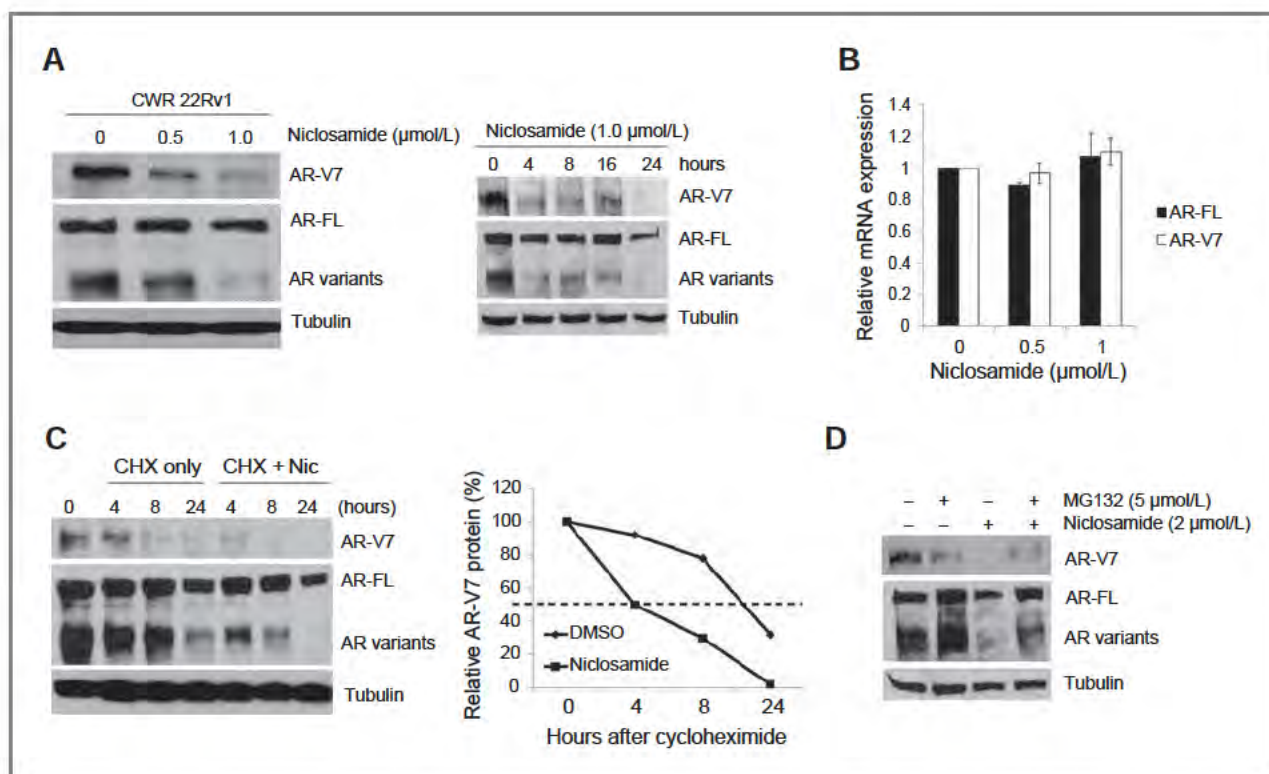 A
CWR 22Rv1
0 0.5 1.0 Niclosamide (µmol/L)
AR-V7
AR-FL
AR variants
Tubulin
Niclosamide (1.0 µmol/L)
0 4 8 16 24 hours
AR-V7
AR-FL
AR variants
Tubulin
B
Relative mRNA expression
1.4
1.2
1
0.8
0.6
0.4
0.2
0
0 0.5 1
Niclosamide (µmol/L)
AR-FL
AR-V7
C
CHX only CHX + Nic
0 4 8 24 4 8 24 (hours)
AR-V7
AR-FL
AR variants
Tubulin
Relative AR-V7 protein (%)
120
100
80
60
40
20
0
DMSO
Niclosamide
0 4 8 24
Hours after cycloheximide
D
– + – + MG132 (5 µmol/L)
– – + + Niclosamide (2 µmol/L)
AR-V7
AR-FL
AR variants
Tubulin